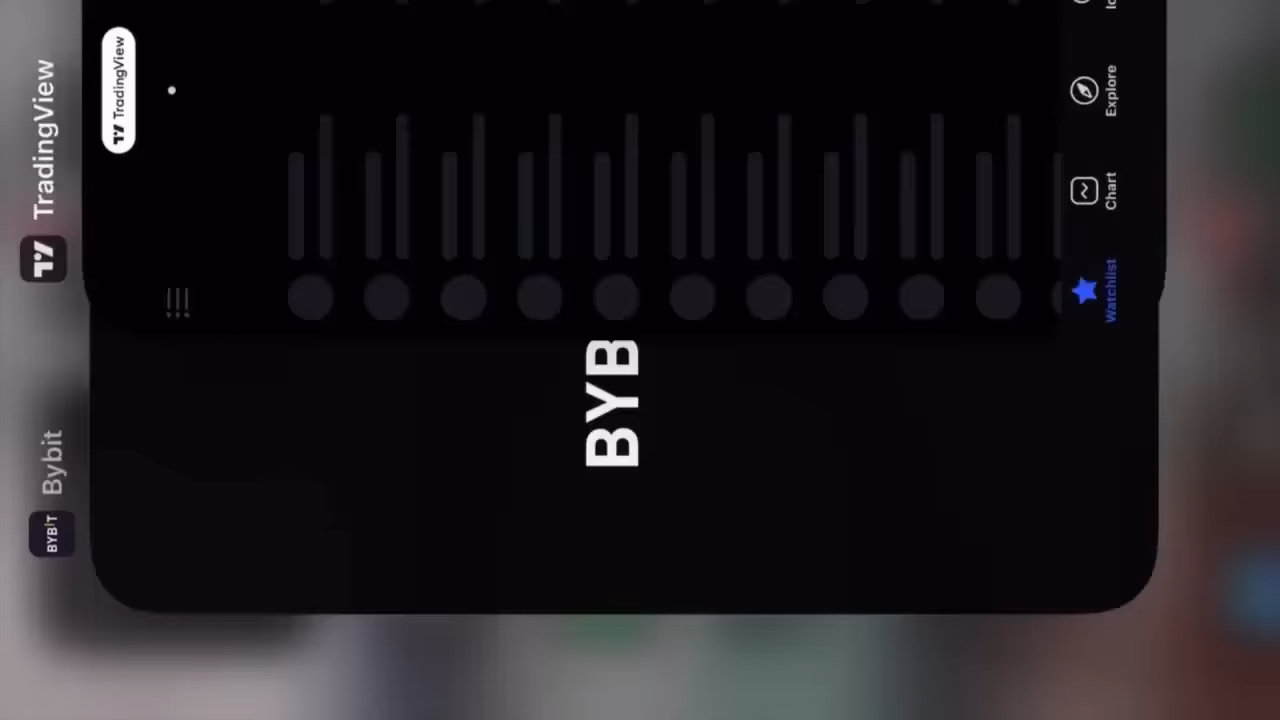 Bybit
BYBIT
TradingView
TradingView
BYB
Watchlist
Chart
Explore